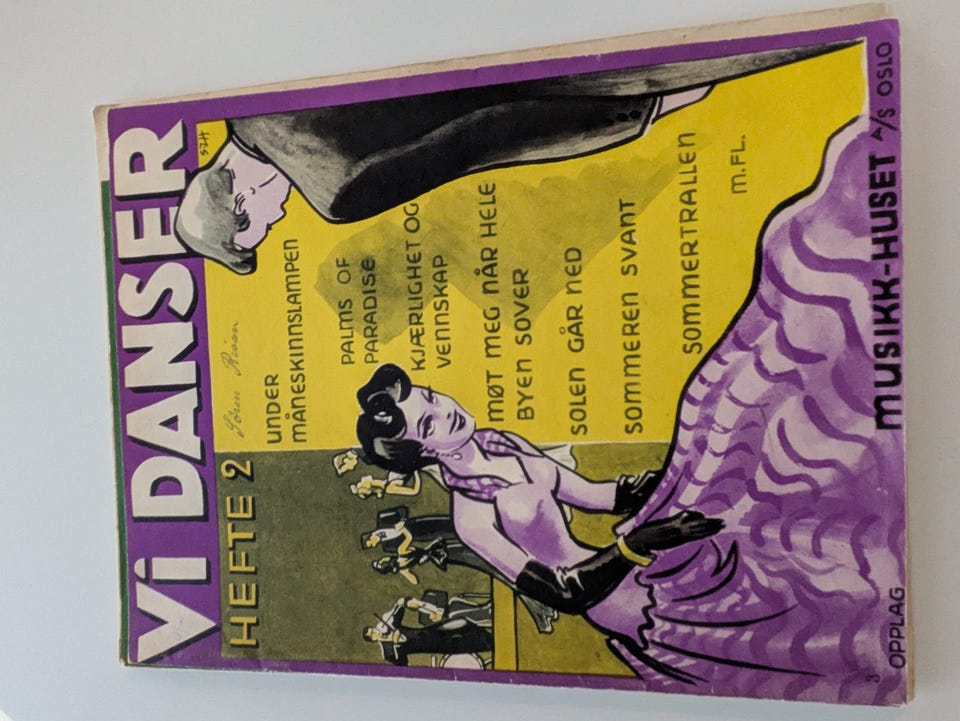 Vi DANSER
HEFTE 2
UNDER
MÅNESKINNSLAMPEN
PALMS OF
PARADISE
KJÆRLIGHET OG
VENNSKAP
MØT MEG NÅR HELE
BYEN SOVER
SOLEN GÅR NED
SOMMEREN SVANT
SOMMERTRALLEN
M.FL.
3 OPPLAG
MUSIKK-HUSET A/S OSLO